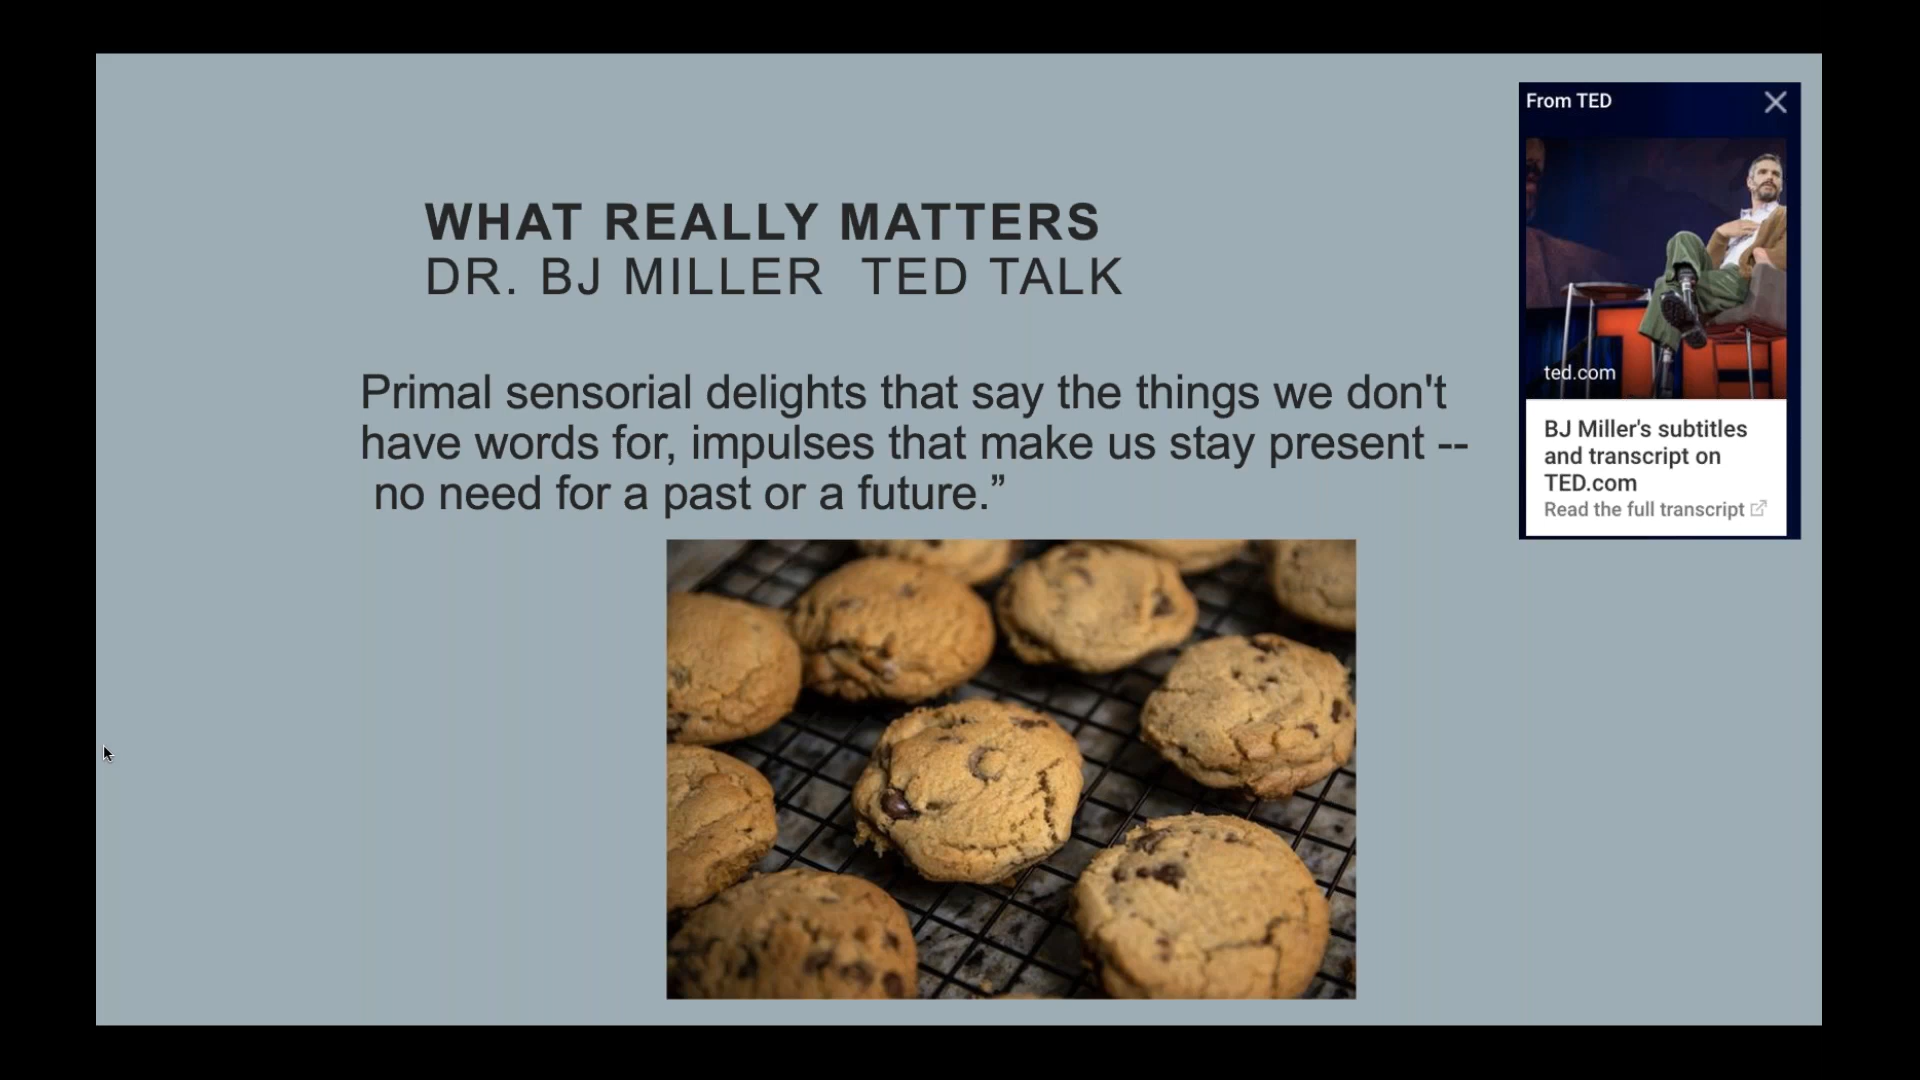 WHAT REALLY MATTERS
DR. BJ MILLER  TED TALK
Primal sensorial delights that say the things we don't
have words for, impulses that make us stay present --
no need for a past or a future.”
From TED
ted.com
BJ Miller's subtitles
and transcript on
TED.com
Read the full transcript